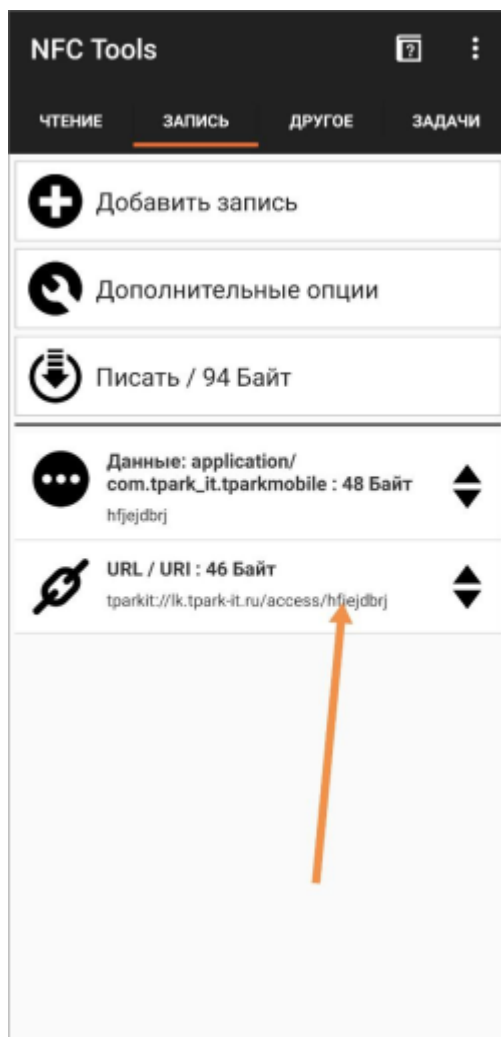 NFC Tools
ЧТЕНИЕ ЗАПИСЬ ДРУГОЕ ЗАДАЧИ
Добавить запись
Дополнительные опции
Писать / 94 Байт
Данные: application/
com.tpark_it.tparkmobile : 48 Байт
hfjejdbrj
URL / URI : 46 Байт
tparkit://lk.tpark-it.ru/access/hfjejdbrj